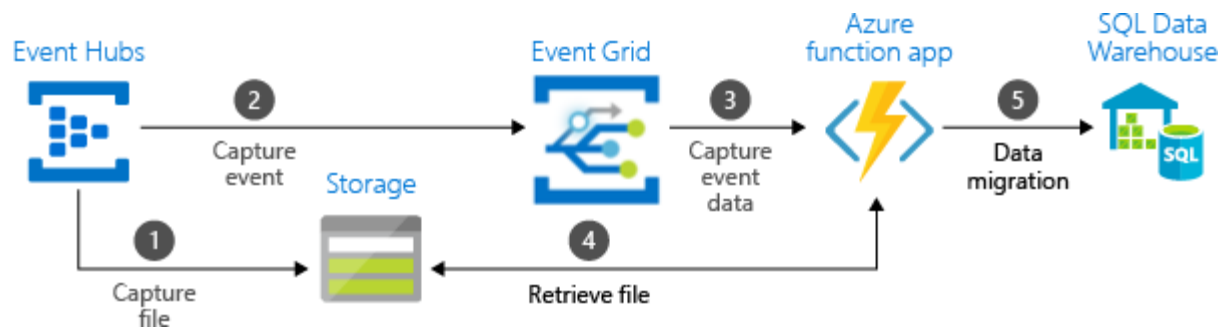 Event Hubs
2
Capture
event
Event Grid
3
Capture
event
data
Azure
function app
5
Data
migration
SQL Data
Warehouse
SQL
1
Capture
file
Storage
4
Retrieve file